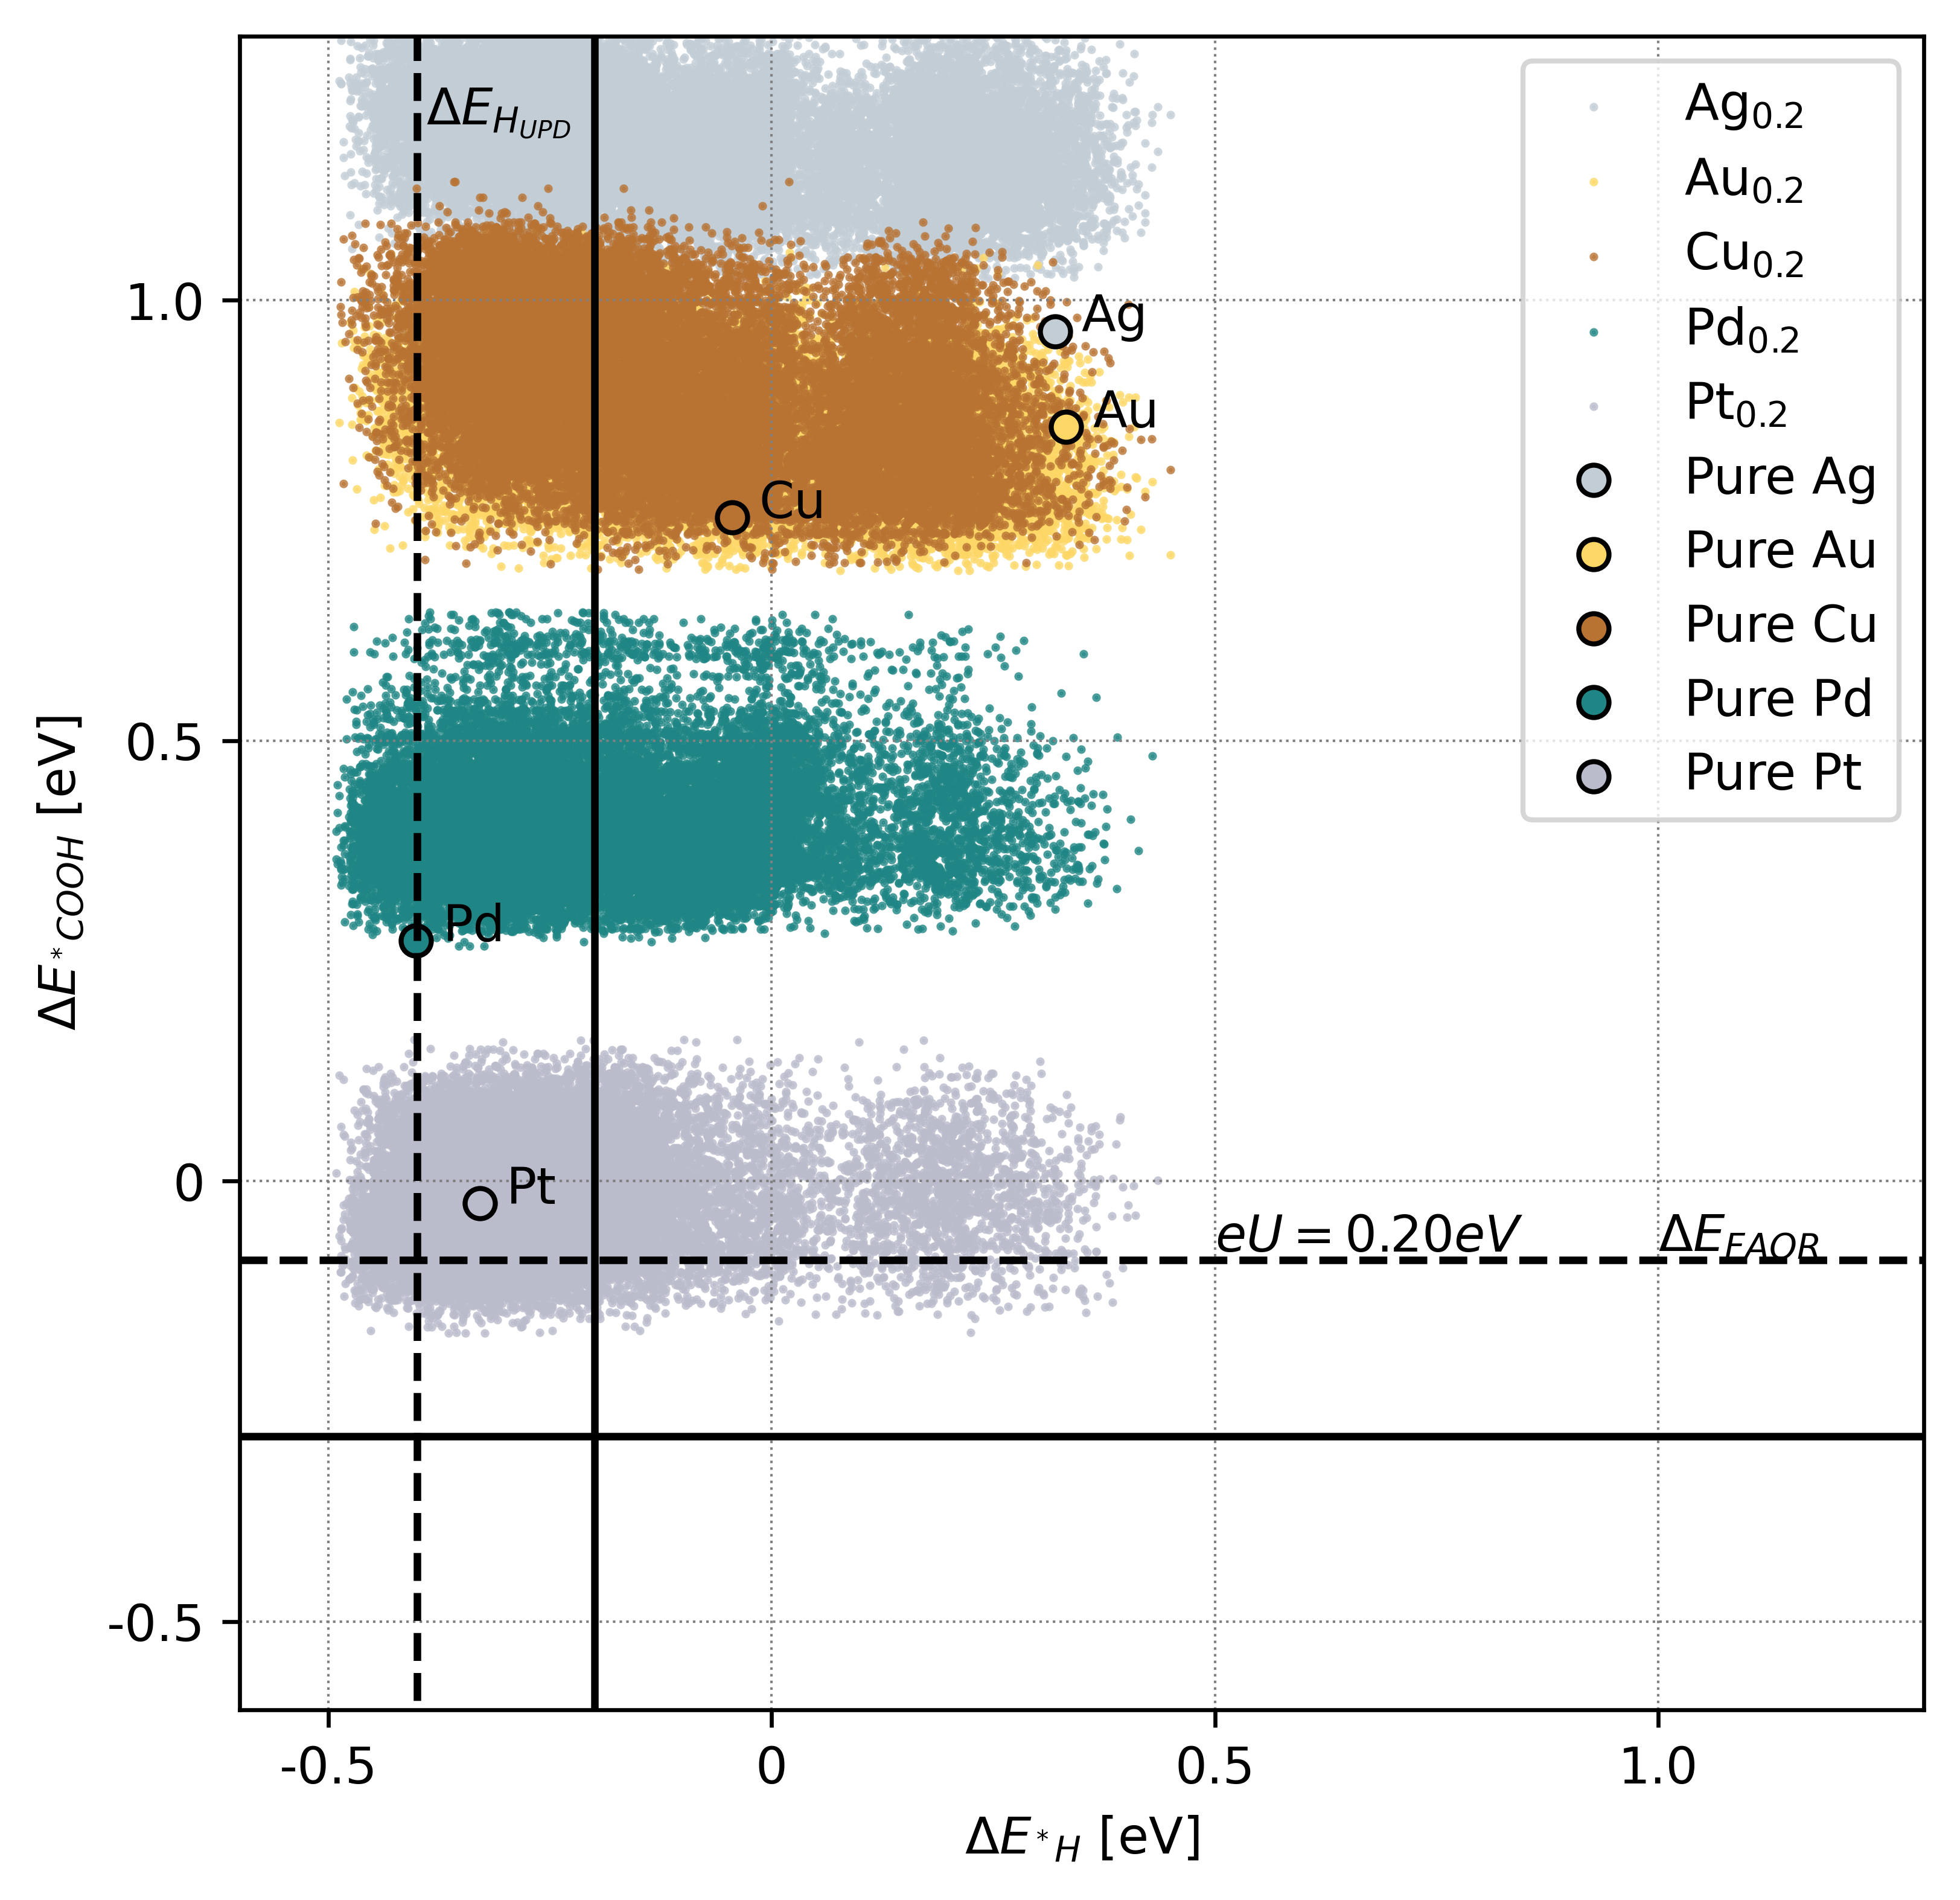 ΔE_{H_{UPD}}
Ag_{0.2}
Au_{0.2}
Cu_{0.2}
Pd_{0.2}
Pt_{0.2}
Pure Ag
Pure Au
Pure Cu
Pure Pd
Pure Pt
Ag
Au
Cu
Pd
Pt
eU = 0.20eV
ΔE_{FAOR}
1.0
0.5
0
-0.5
ΔE_{*COOH} [eV]
-0.5
0
0.5
1.0
ΔE_{*H} [eV]